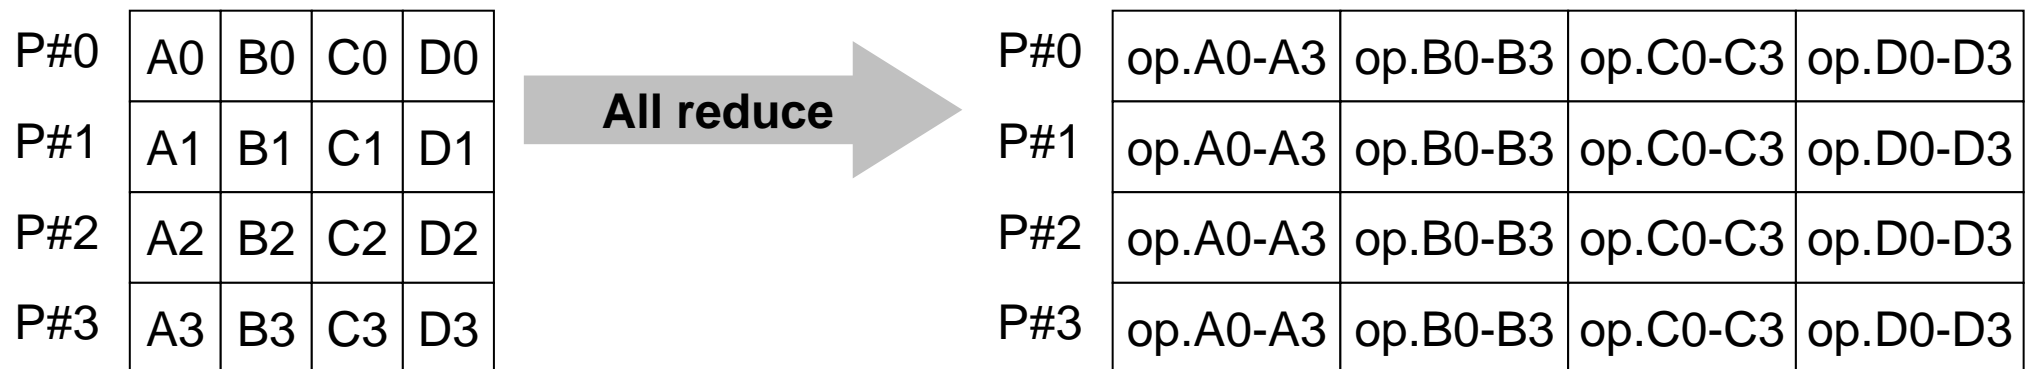 P#0 A0 B0 C0 D0 P#0 op.A0-A3 op.B0-B3 op.C0-C3 op.D0-D3
All reduce
P#1 A1 B1 C1 D1 P#1 op.A0-A3 op.B0-B3 op.C0-C3 op.D0-D3
P#2 A2 B2 C2 D2 P#2 op.A0-A3 op.B0-B3 op.C0-C3 op.D0-D3
P#3 A3 B3 C3 D3 P#3 op.A0-A3 op.B0-B3 op.C0-C3 op.D0-D3